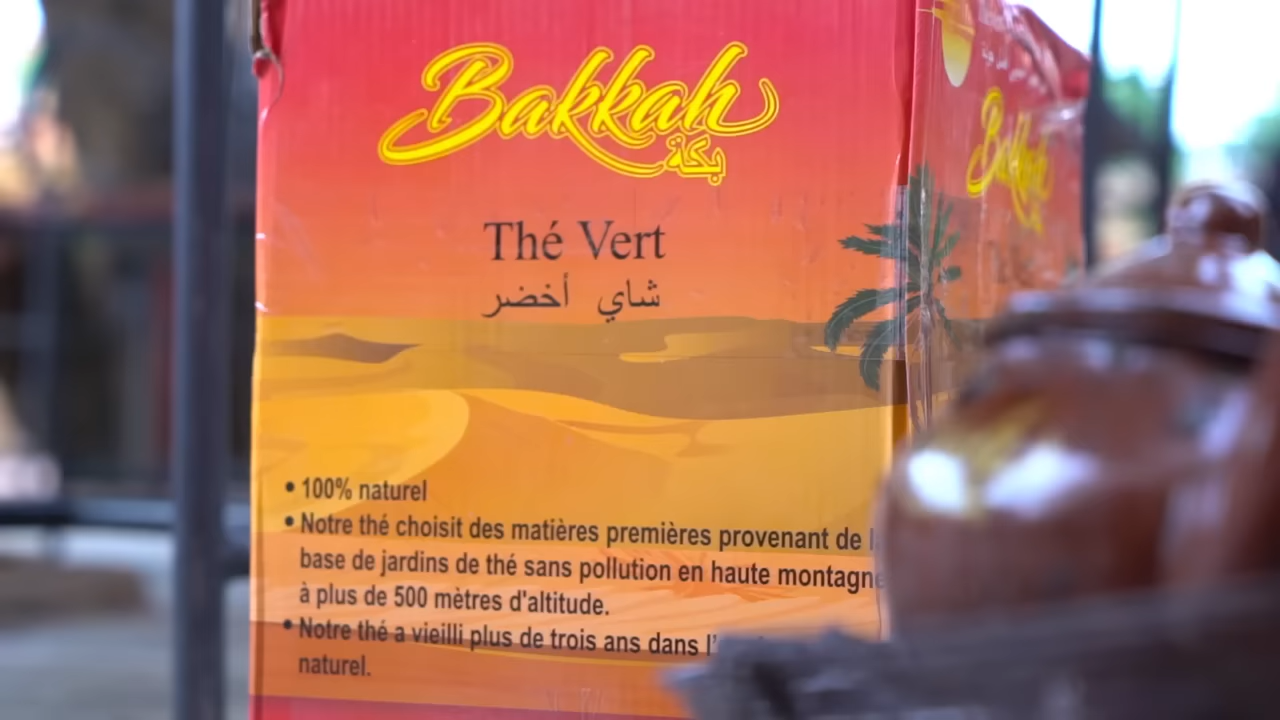 Bakkah
بكة
Thé Vert
شاي أخضر
• 100% naturel
• Notre thé choisit des matières premières provenant de
base de jardins de thé sans pollution en haute montagne
à plus de 500 mètres d'altitude.
• Notre thé a vieilli plus de trois ans dans l'
naturel.
Bakkah